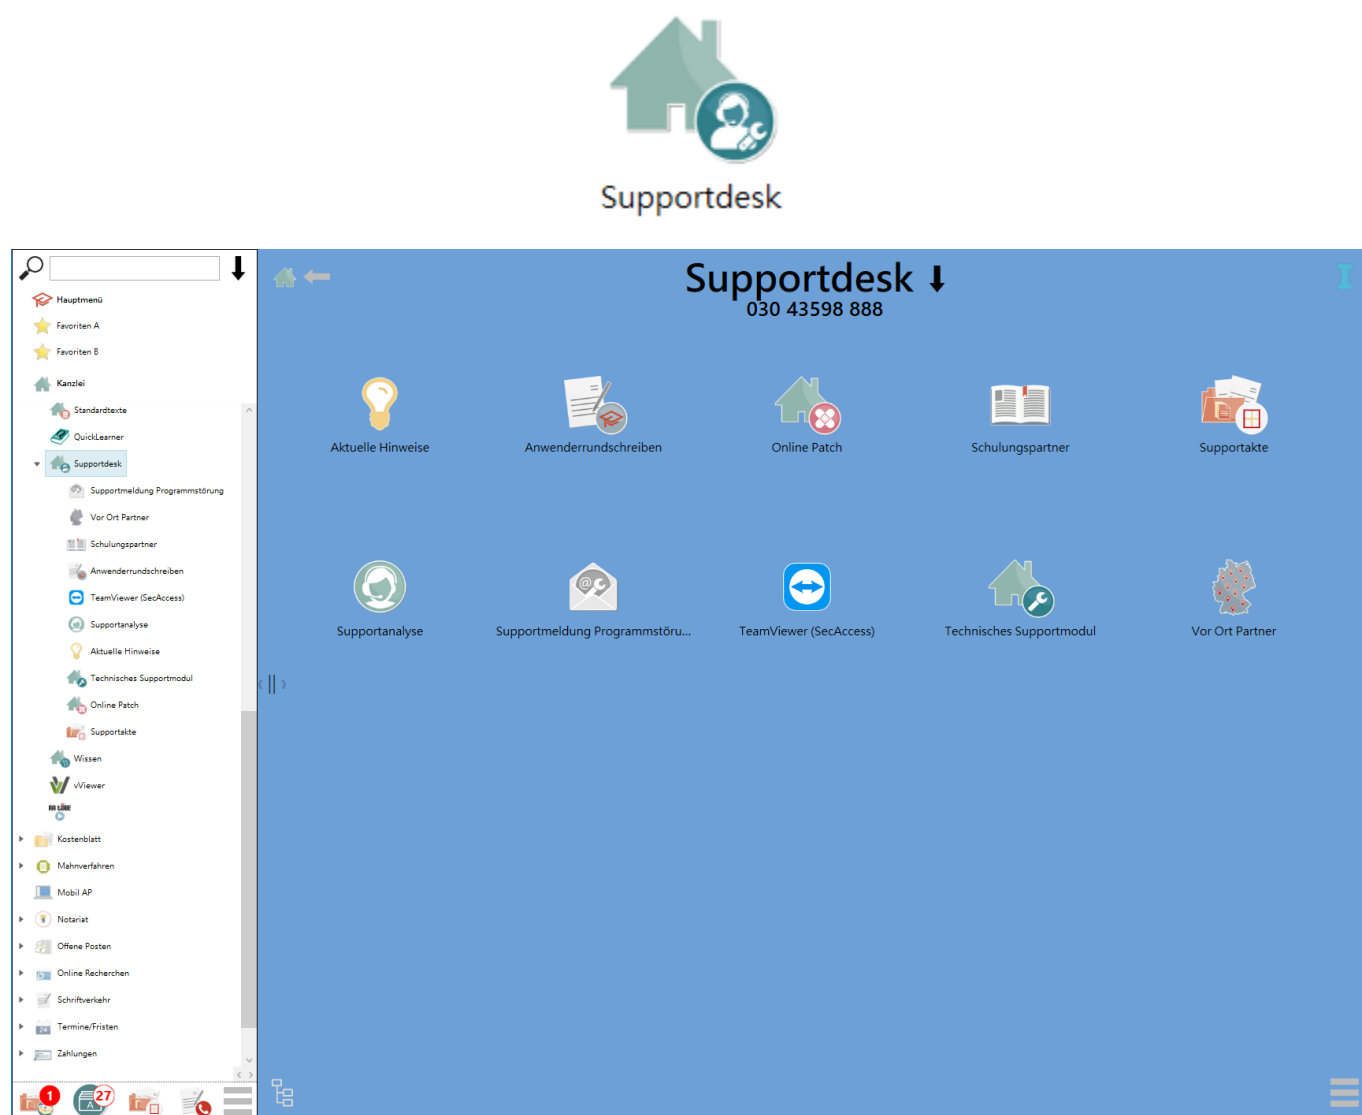 Supportdesk
Hauptmenü
Favoriten A
Favoriten B
Kanzlei
Standardtexte
QuickLearner
Supportdesk
Supportmeldung Programmstörung
Vor Ort Partner
Schulungspartner
Anwenderrundschreiben
TeamViewer (SecAccess)
Supportanalyse
Aktuelle Hinweise
Technisches Supportmodul
Online Patch
Supportakte
Wissen
vViewer
Kostenblatt
Mahnverfahren
Mobil AP
Notariat
Offene Posten
Online Recherchen
Schriftverkehr
24
Termine/Fristen
Zahlungen
1
27
A
Supportdesk
030 43598 888
Aktuelle Hinweise
Anwenderrundschreiben
Online Patch
Schulungspartner
Supportakte
Supportanalyse
@
Supportmeldung Programmstöru...
TeamViewer (SecAccess)
Technisches Supportmodul
Vor Ort Partner